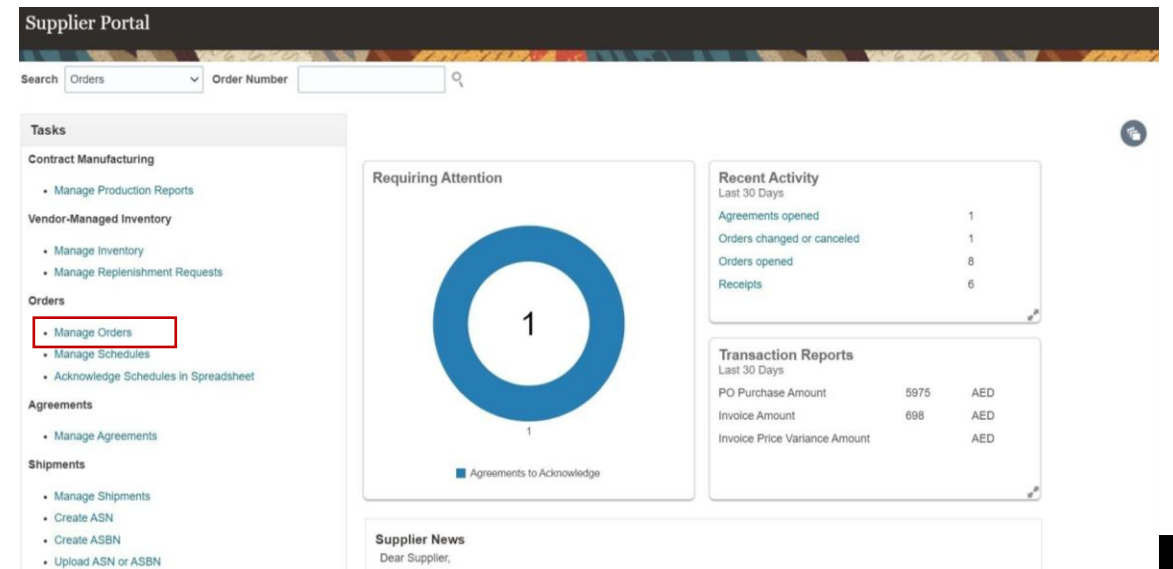 Supplier Portal
Search Orders Order Number
Tasks
Contract Manufacturing
• Manage Production Reports
Vendor-Managed Inventory
• Manage Inventory
• Manage Replenishment Requests
Orders
• Manage Orders
• Manage Schedules
• Acknowledge Schedules in Spreadsheet
Agreements
• Manage Agreements
Shipments
• Manage Shipments
• Create ASN
• Create ASBN
• Upload ASN or ASBN
Requiring Attention
1
1
Agreements to Acknowledge
Recent Activity
Last 30 Days
Agreements opened 1
Orders changed or canceled 1
Orders opened 8
Receipts 6
Transaction Reports
Last 30 Days
PO Purchase Amount 5975 AED
Invoice Amount 698 AED
Invoice Price Variance Amount AED
Supplier News
Dear Supplier,